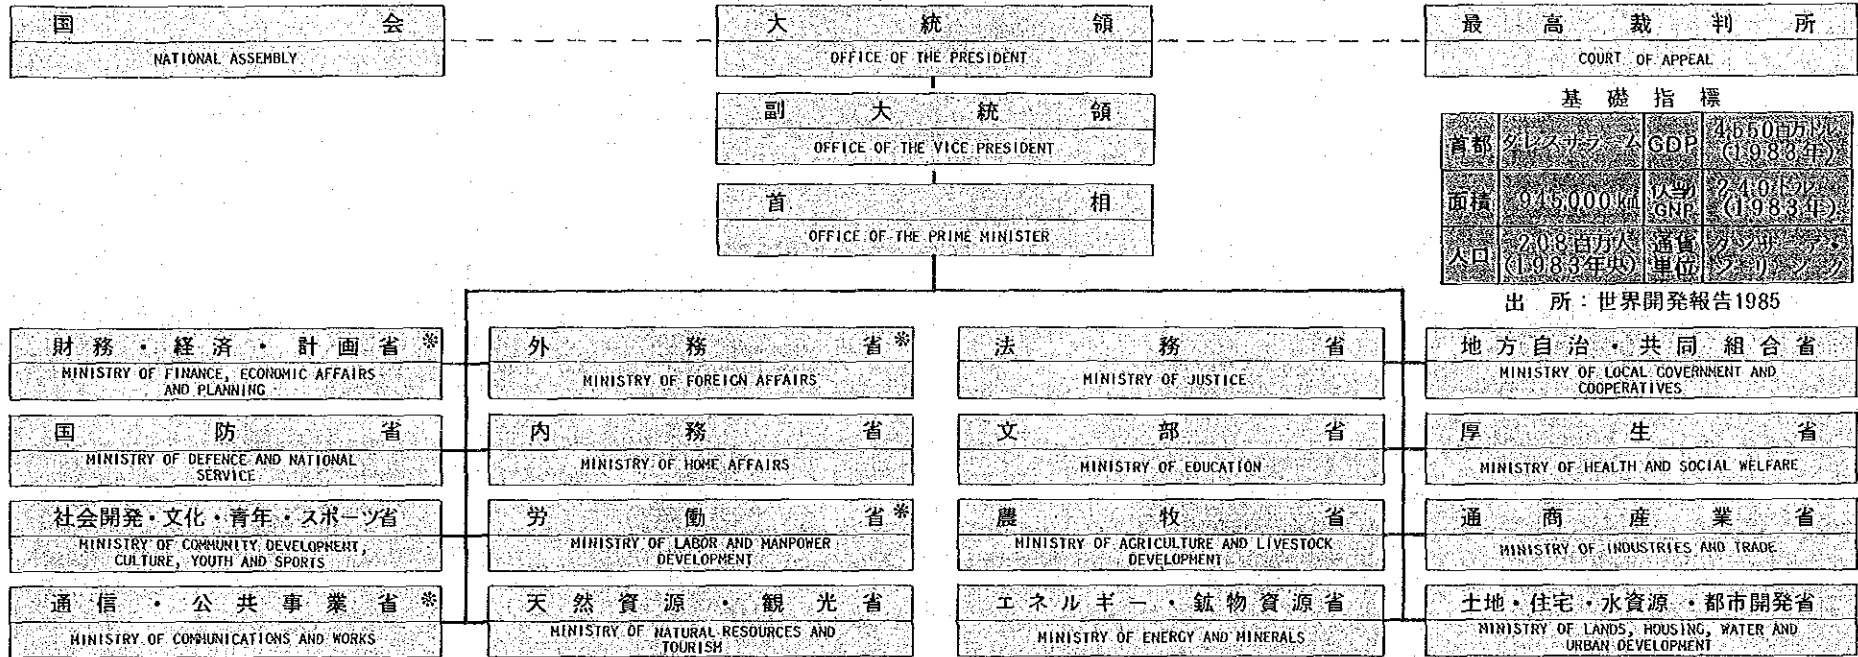 国会
NATIONAL ASSEMBLY
大統領
OFFICE OF THE PRESIDENT
最高裁判所
COURT OF APPEAL
副大統領
OFFICE OF THE VICE PRESIDENT
首相
OFFICE OF THE PRIME MINISTER
基礎指標
首都 ダレスサラーム GDP 4550百万ドル
(1983年)
面積 945,000㎢ GNP 240ドル
(1983年)
人口 20.8百万人
(1983年央)
通貨
単位
出所:世界開発報告1985
財務・経済・計画省*
MINISTRY OF FINANCE, ECONOMIC AFFAIRS
AND PLANNING
外務省*
MINISTRY OF FOREIGN AFFAIRS
法務省
MINISTRY OF JUSTICE
地方自治・共同組合省
MINISTRY OF LOCAL GOVERNMENT AND
COOPERATIVES
国防省
MINISTRY OF DEFENCE AND NATIONAL
SERVICE
内務省
MINISTRY OF HOME AFFAIRS
文部省
MINISTRY OF EDUCATION
厚生省
MINISTRY OF HEALTH AND SOCIAL WELFARE
社会開発・文化・青年・スポーツ省
MINISTRY OF COMMUNITY DEVELOPMENT,
CULTURE, YOUTH AND SPORTS
労働省*
MINISTRY OF LABOR AND MANPOWER
DEVELOPMENT
農牧省
MINISTRY OF AGRICULTURE AND LIVESTOCK
DEVELOPMENT
通商産業省
MINISTRY OF INDUSTRIES AND TRADE
通信・公共事業省*
MINISTRY OF COMMUNICATIONS AND WORKS
天然資源・観光省
MINISTRY OF NATURAL RESOURCES AND
TOURISM
エネルギー・鉱物資源省
MINISTRY OF ENERGY AND MINERALS
土地・住宅・水資源・都市開発省
MINISTRY OF LANDS, HOUSING, WATER AND
URBAN DEVELOPMENT